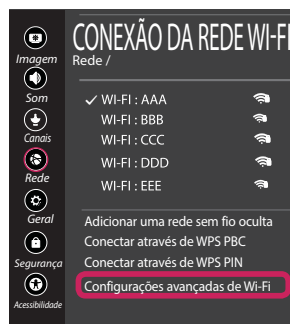 CONEXÃO DA REDE WI-FI
Rede /
Imagem
Som
Canais
Rede
Geral
Segurança
Acessibilidade
WI-FI : AAA
WI-FI : BBB
WI-FI : CCC
WI-FI : DDD
WI-FI : EEE
Adicionar uma rede sem fio oculta
Conectar através de WPS PBC
Conectar através de WPS PIN
Configurações avançadas de Wi-Fi